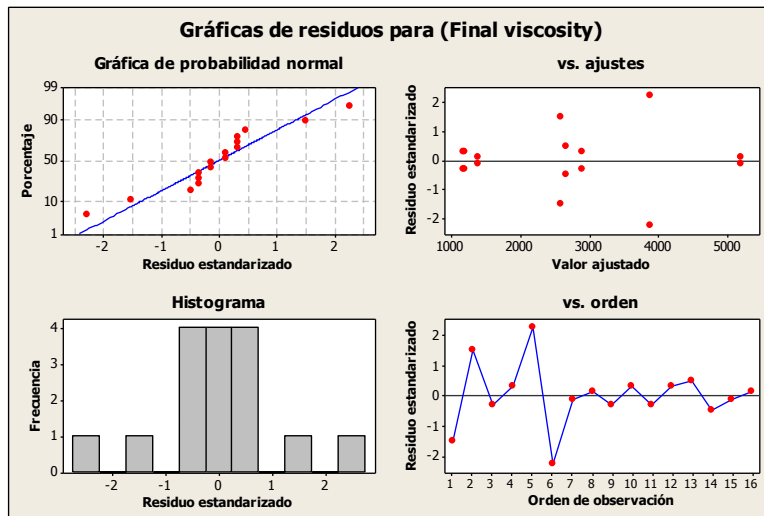 Gráficas de residuos para (Final viscosity)
Gráfica de probabilidad normal
Porcentaje
99
90
50
10
1
-2 -1 0 1 2
Residuo estandarizado
vs. ajustes
Residuo estandarizado
2
1
0
-1
-2
1000 2000 3000 4000 5000
Valor ajustado
Histograma
Frecuencia
4
3
2
1
0
-2 -1 0 1 2
Residuo estandarizado
vs. orden
Residuo estandarizado
2
1
0
-1
-2
1 2 3 4 5 6 7 8 9 10 11 12 13 14 15 16
Orden de observación